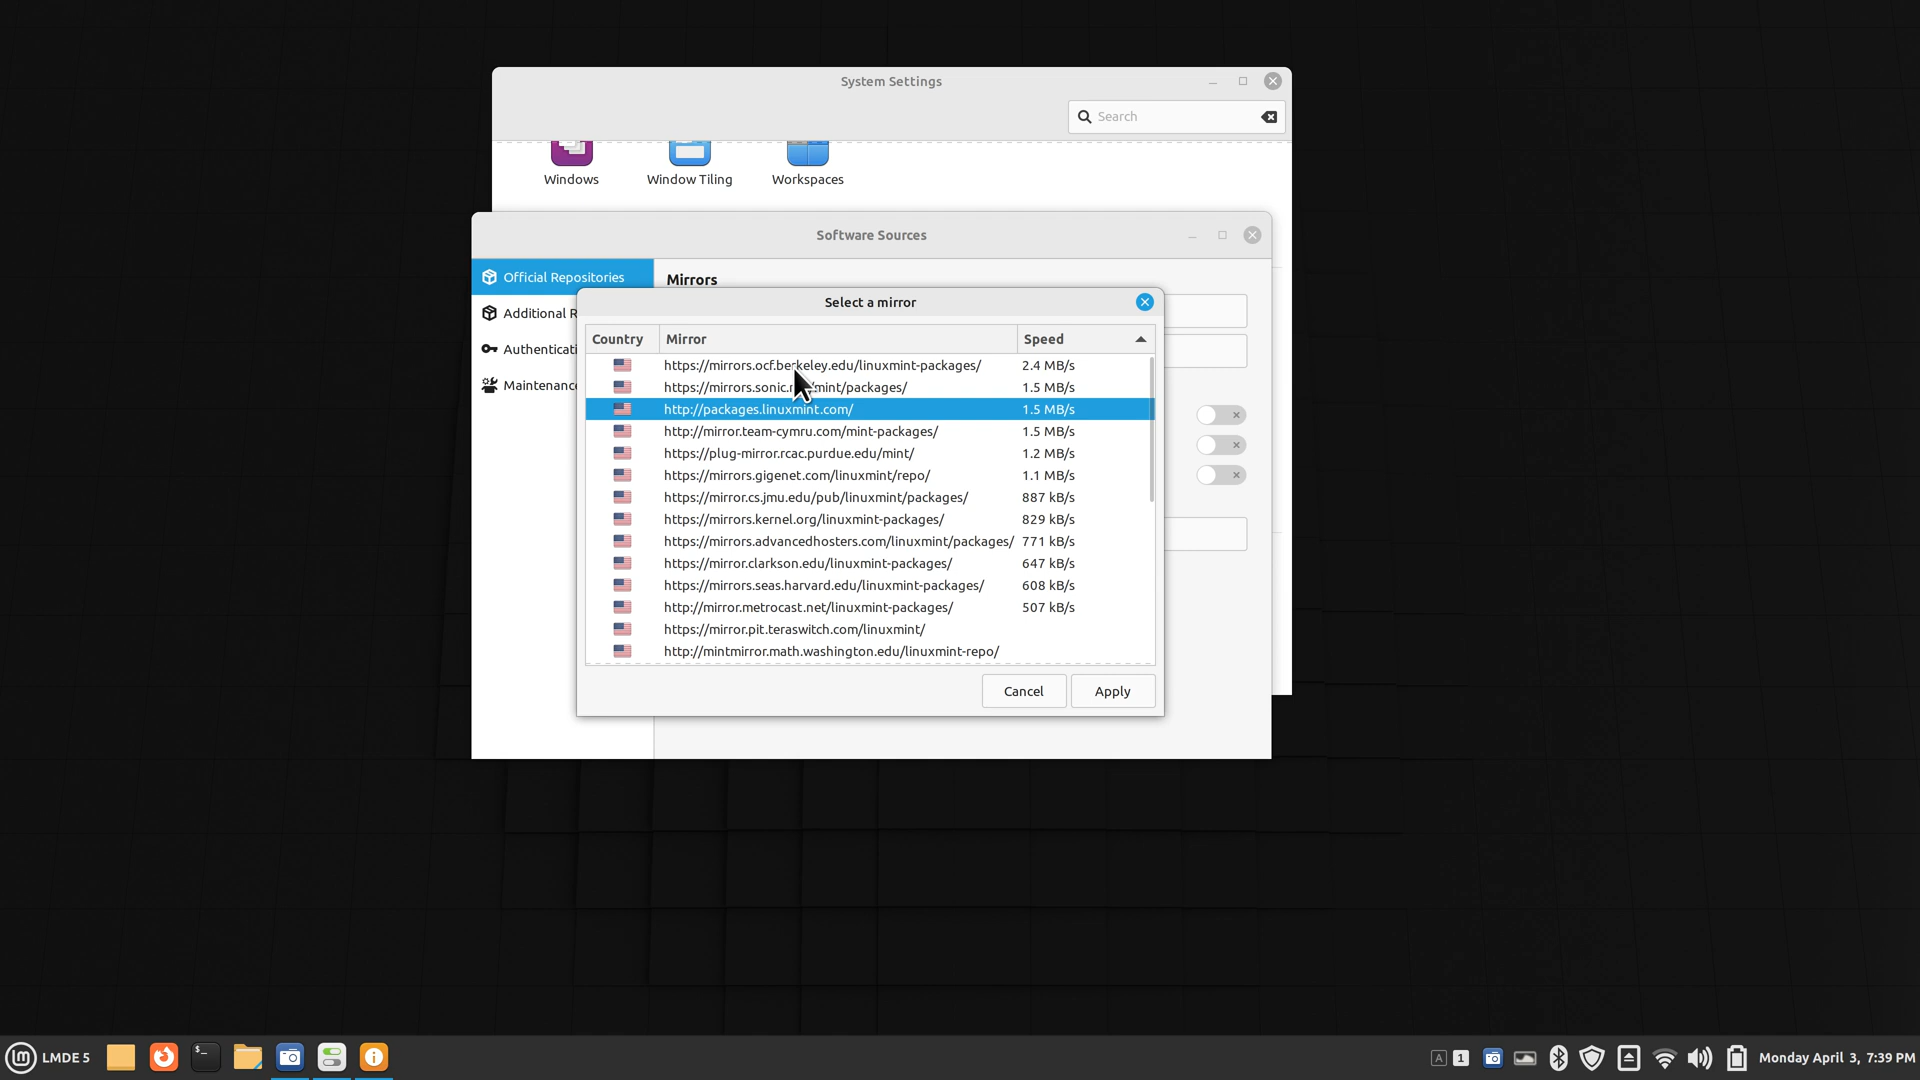 System Settings
Search
Windows
Window Tiling
Workspaces
Software Sources
Official Repositories
Mirrors
Additional R
Authenticati
Maintenance
Select a mirror
Country Mirror Speed
https://mirrors.ocf.berkeley.edu/linuxmint-packages/ 2.4 MB/s
https://mirrors.sonic.n mint/packages/ 1.5 MB/s
http://packages.linuxmint.com/ 1.5 MB/s
http://mirror.team-cymru.com/mint-packages/ 1.5 MB/s
https://plug-mirror.rcac.purdue.edu/mint/ 1.2 MB/s
https://mirrors.gigenet.com/linuxmint/repo/ 1.1 MB/s
https://mirror.cs.jmu.edu/pub/linuxmint/packages/ 887 kB/s
https://mirrors.kernel.org/linuxmint-packages/ 829 kB/s
https://mirrors.advancedhosters.com/linuxmint/packages/ 771 kB/s
https://mirror.clarkson.edu/linuxmint-packages/ 647 kB/s
https://mirrors.seas.harvard.edu/linuxmint-packages/ 608 kB/s
http://mirror.metrocast.net/linuxmint-packages/ 507 kB/s
https://mirror.pit.teraswitch.com/linuxmint/
http://mintmirror.math.washington.edu/linuxmint-repo/
Cancel Apply
LMDE 5
A 1
Monday April 3, 7:39 PM